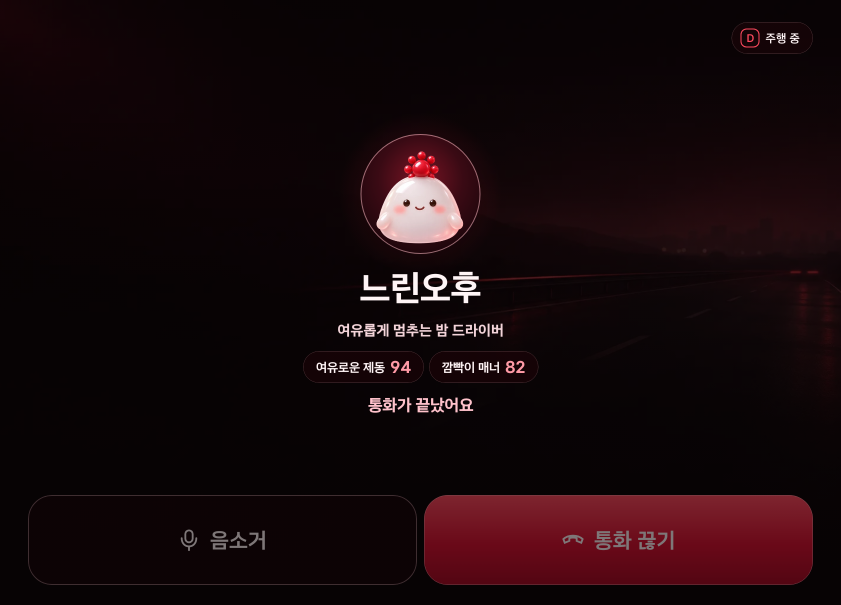 D 주행 중
느린오후
여유롭게 멈추는 밤 드라이버
여유로운 제동 94 깜빡이 매너 82
통화가 끝났어요
음소거 통화 끊기